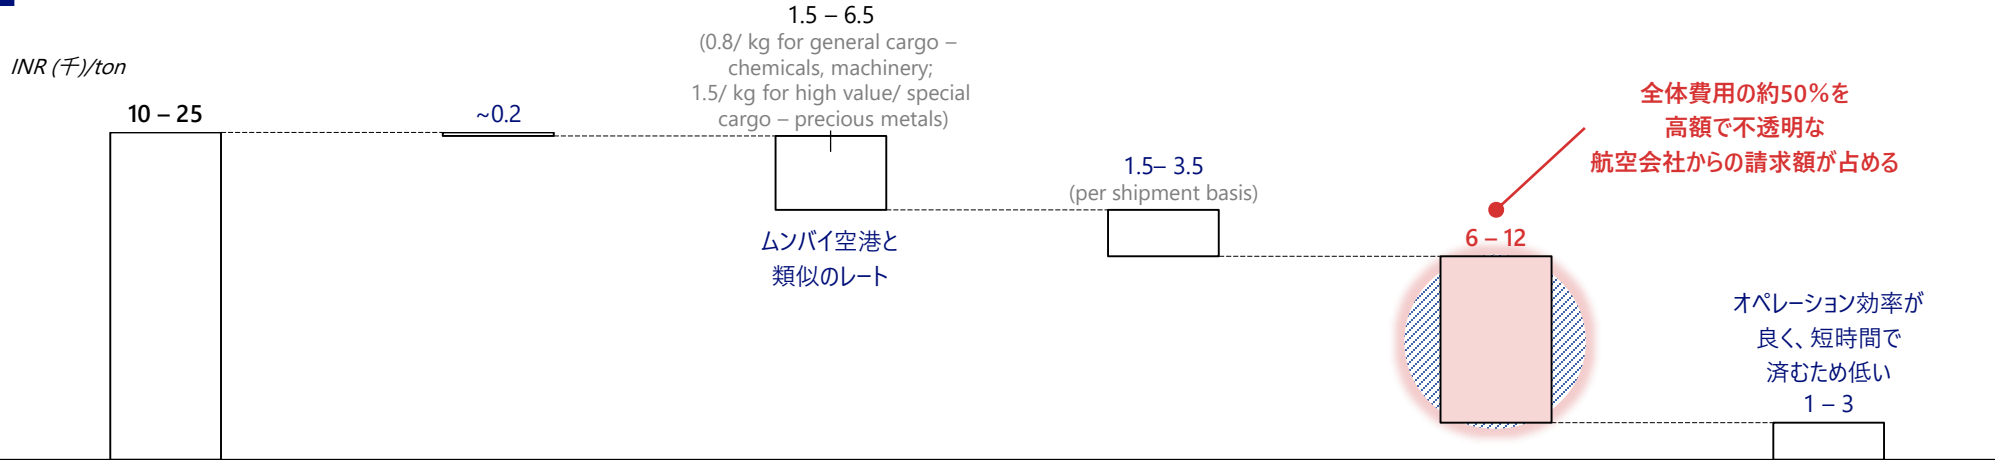 INR (千)/ton
10 – 25
~0.2
1.5 – 6.5
(0.8/ kg for general cargo –
chemicals, machinery;
1.5/ kg for high value/ special
cargo – precious metals)
ムンバイ空港と
類似のレート
1.5– 3.5
(per shipment basis)
全体費用の約50%を
高額で不透明な
航空会社からの請求額が占める
6 – 12
オペレーション効率が
良く、短時間で
済むため低い
1 – 3